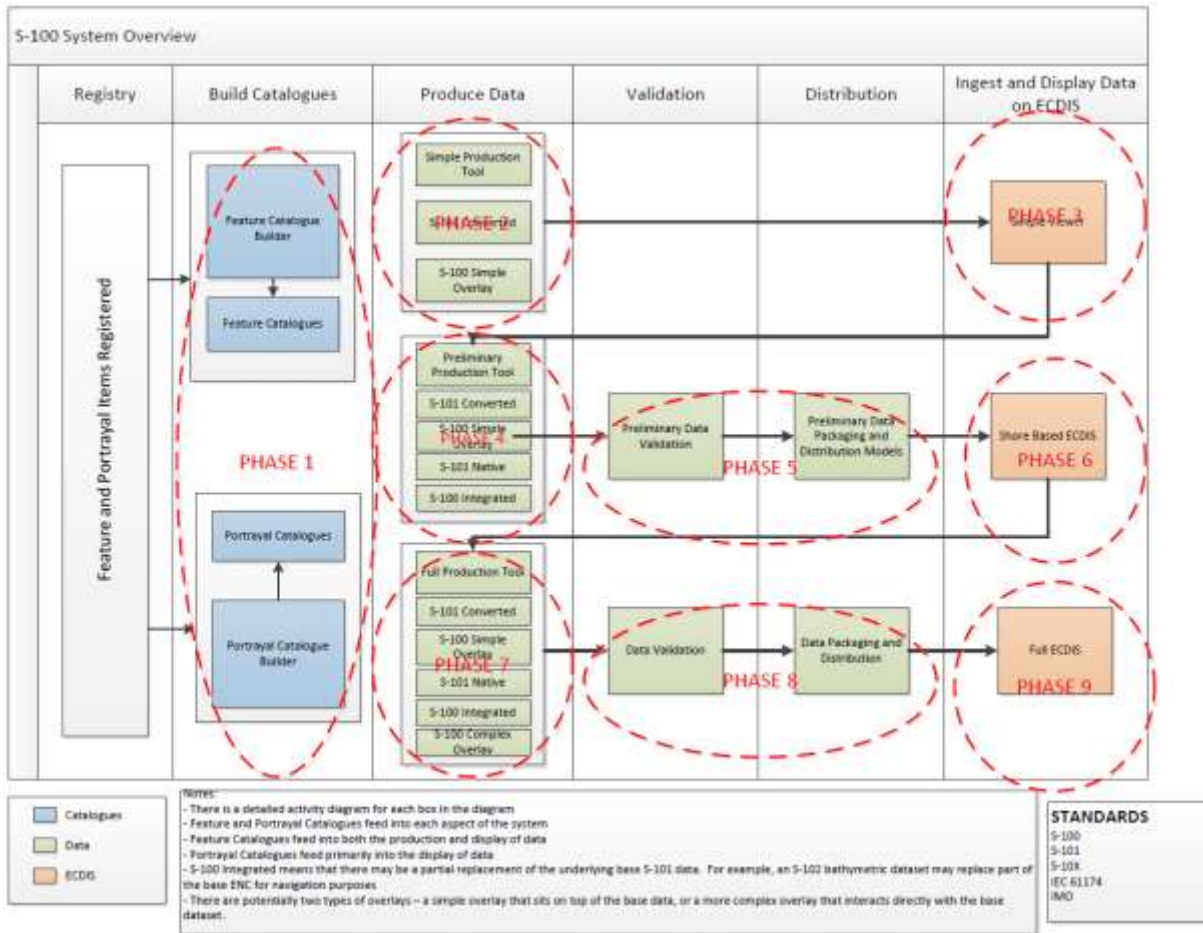 S-100 System Overview
Registry
Build Catalogues
Produce Data
Validation
Distribution
Ingest and Display Data
on ECDIS
Feature and Portrayal Items Registered
Feature Catalogue
Builder
Feature Catalogues
PHASE 1
Portrayal Catalogues
Portrayal Catalogue
Builder
Simple Production
Tool
PHASE 2
S-100 Simple
Overlay
PHASE 3
Simple Viewer
Preliminary
Production Tool
S-101 Converted
S-100 Simple
Overlay
PHASE 4
S-101 Native
S-100 Integrated
Preliminary Data
Validation
Preliminary Data
Packaging and
Distribution Models
PHASE 5
Shore Based ECDIS
PHASE 6
Full Production Tool
S-101 Converted
S-100 Simple
Overlay
PHASE 7
S-101 Native
S-100 Integrated
S-100 Complex
Overlay
Data Validation
Data Packaging and
Distribution
PHASE 8
Full ECDIS
PHASE 9
Catalogues
Data
ECDIS
Notes:
- There is a detailed activity diagram for each box in the diagram
- Feature and Portrayal Catalogues feed into each aspect of the system
- Feature Catalogues feed into both the production and display of data
- Portrayal Catalogues feed primarily into the display of data
- S-100 Integrated means that there may be a partial replacement of the underlying base S-101 data. For example, an S-102 bathymetric dataset may replace part of
the base ENC for navigation purposes
- There are potentially two types of overlays – a simple overlay that sits on top of the base data, or a more complex overlay that interacts directly with the base
dataset.
STANDARDS
S-100
S-101
S-10X
IEC 61174
IMO